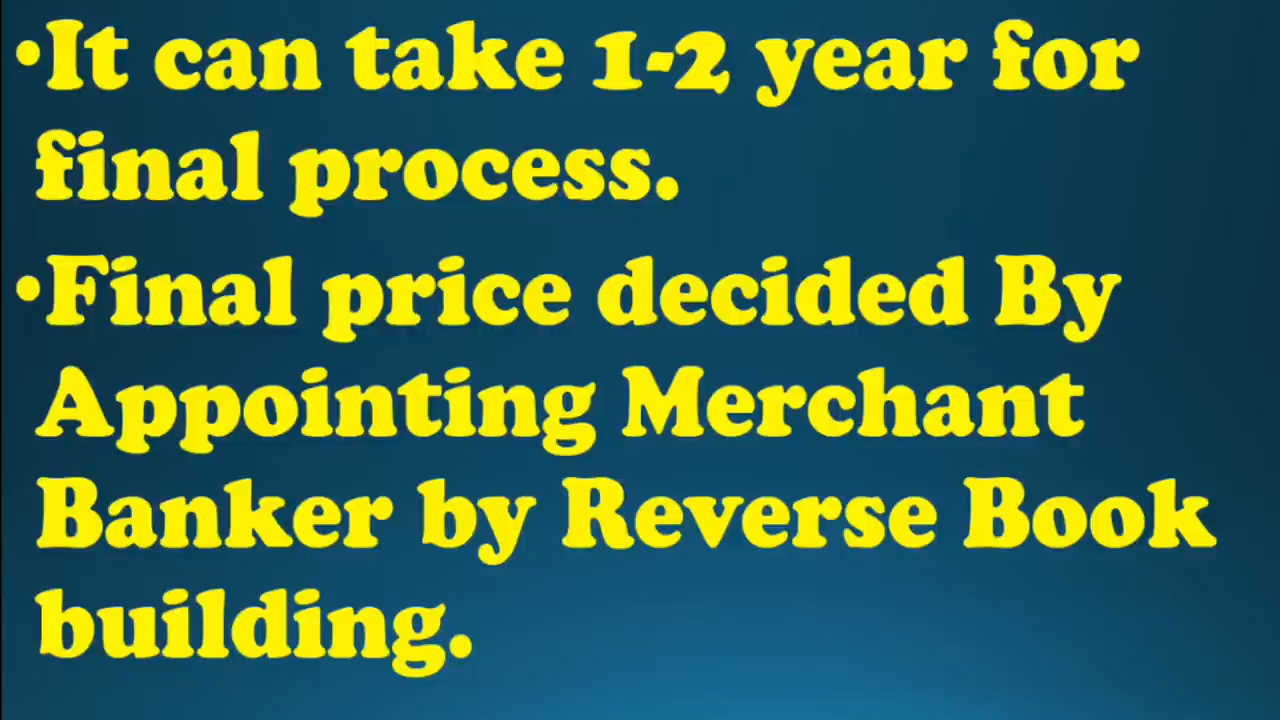 •It can take 1-2 year for
final process.
•Final price decided By
Appointing Merchant
Banker by Reverse Book
building.